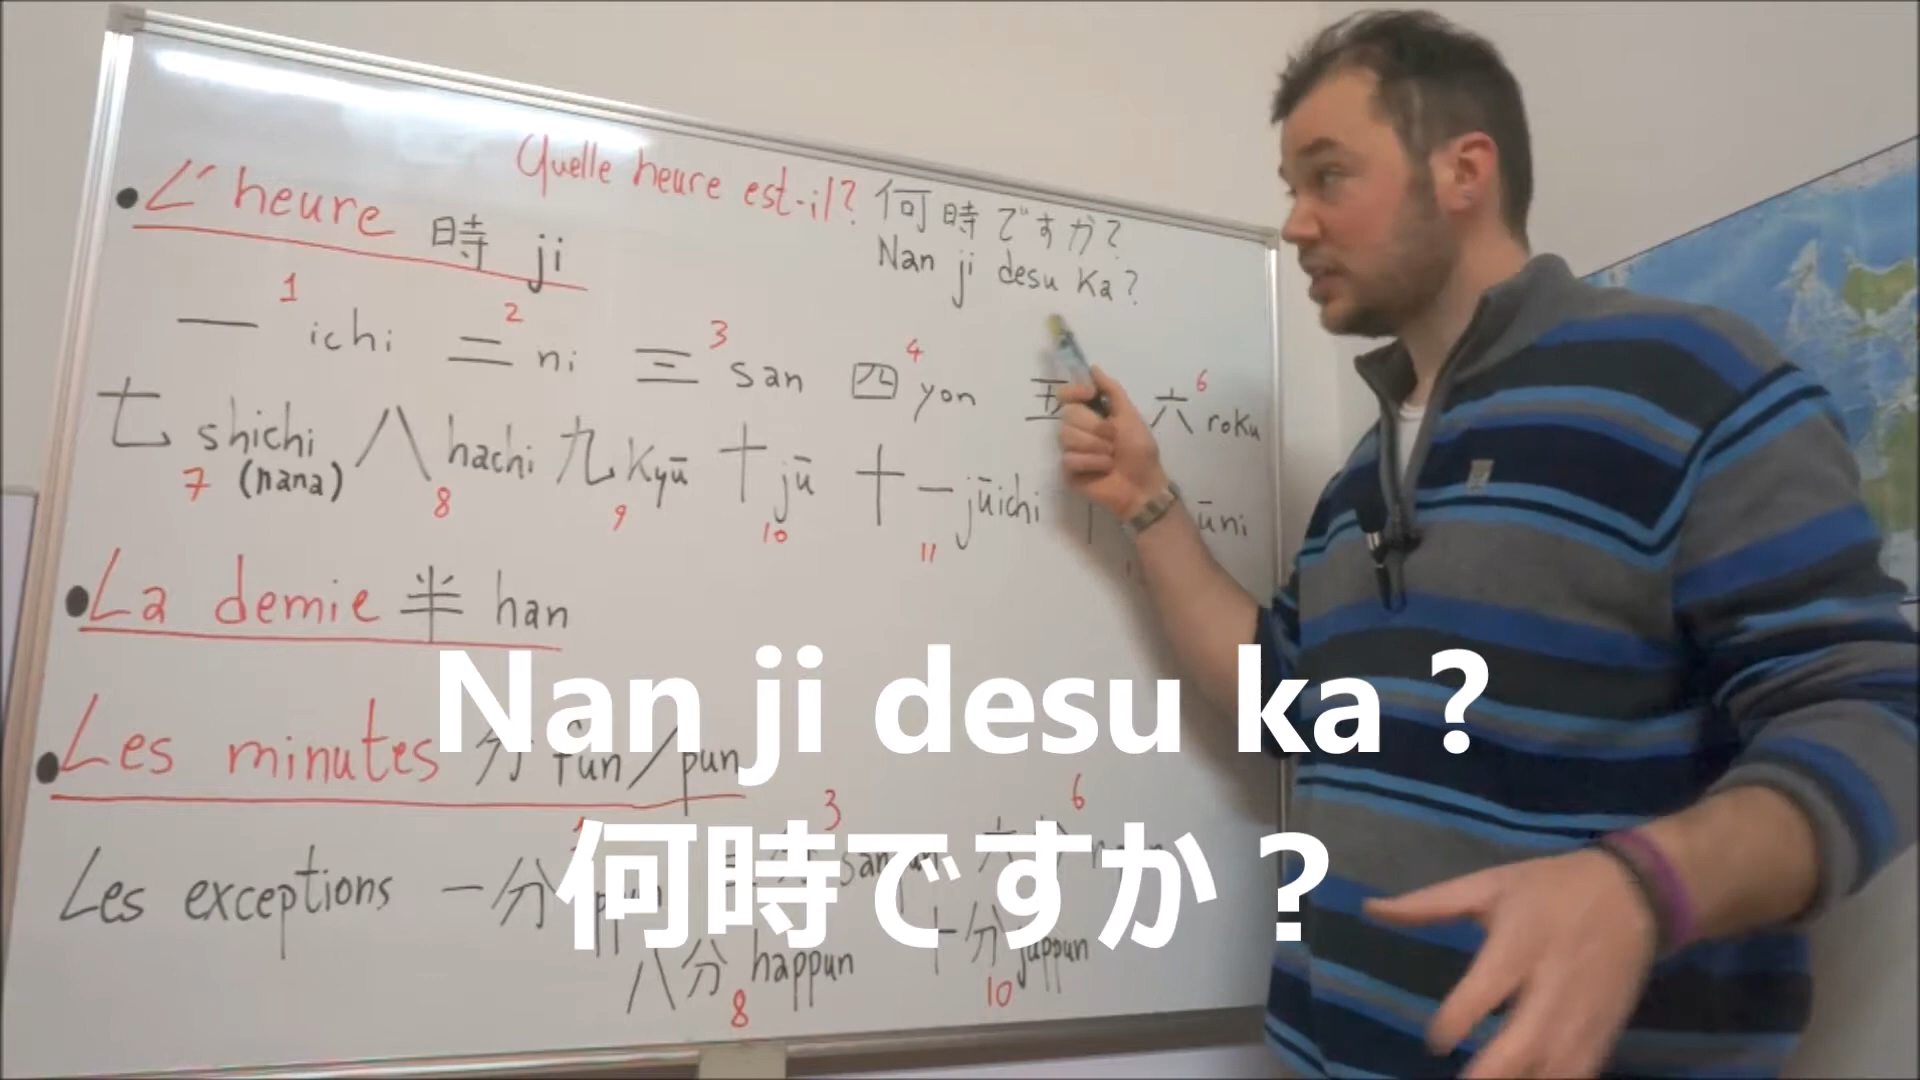 Quelle heure est-il? 何時ですか?
Nan ji desu Ka?
• L'heure 時 ji
1 2 3 4 6
一 ichi 二 ni 三 san 四 yon 五 六 roku
七 shichi (nana) 八 hachi 九 Kyū 十 jū 十一 jūichi ūni
7 8 9 10 11
• La demie 半 han
• Les minutes 分 fun/pun
3 6
Les exceptions 一分
八分 happun 十分 juppun
8 10
Nan ji desu ka ?
何時ですか ?